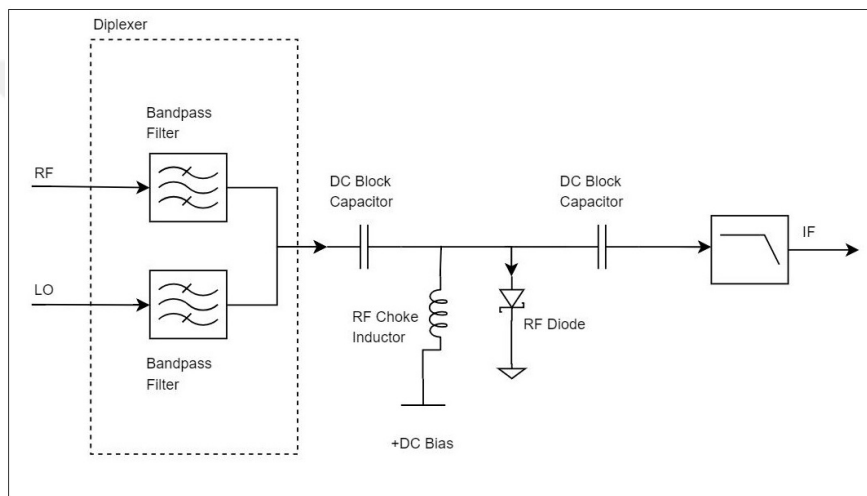 Diplexer
Bandpass
Filter
RF
DC Block
Capacitor
DC Block
Capacitor
IF
LO
RF Choke
Inductor
RF Diode
Bandpass
Filter
+DC Bias